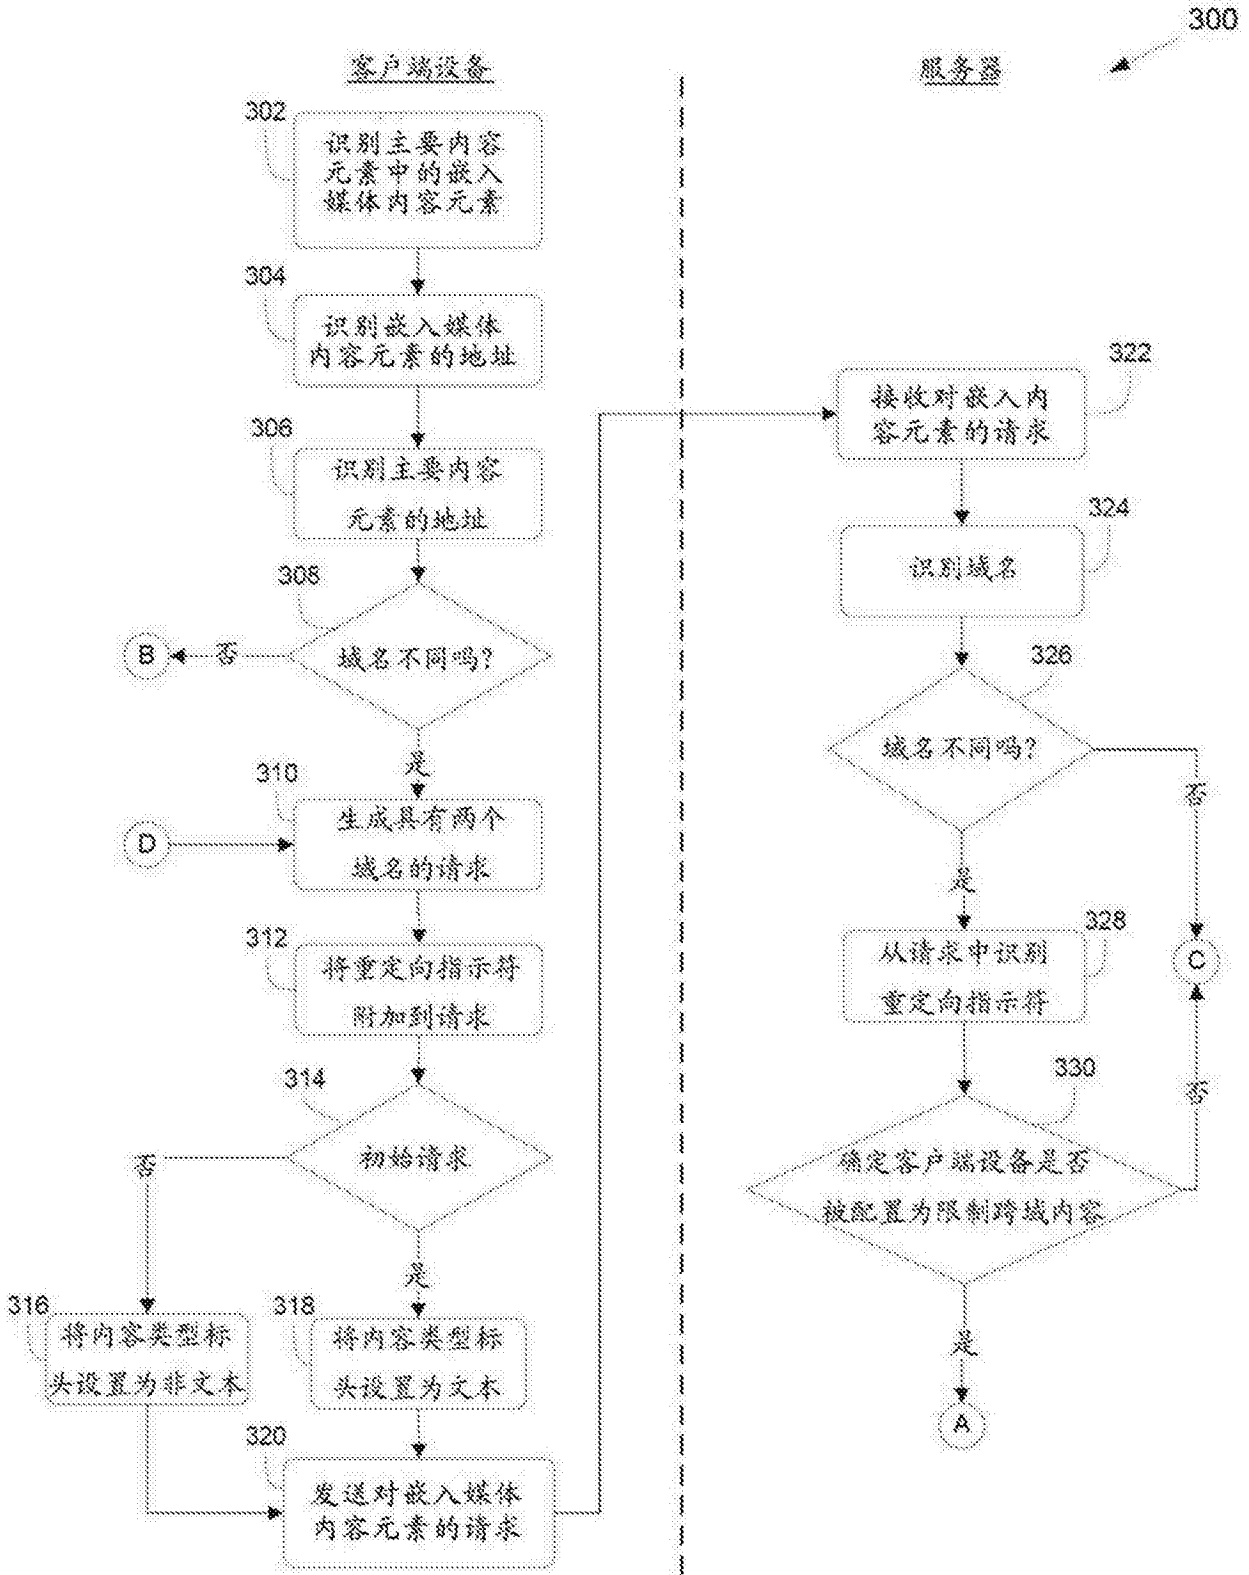 300
客户端设备
302
识别主要内容
元素中的嵌入
媒体内容元素
304
识别嵌入媒体
内容元素的地址
306
识别主要内容
元素的地址
308
域名不同吗?
否
B
是
310
D
生成具有两个
域名的请求
312
将重定向指示符
附加到请求
314
初始请求
否
是
316
将内容类型标
头设置为非文本
318
将内容类型标
头设置为文本
320
发送对嵌入媒体
内容元素的请求
服务器
322
接收对嵌入内
容元素的请求
324
识别域名
326
域名不同吗?
否
是
328
从请求中识别
重定向指示符
C
330
否
确定客户端设备是否
被配置为限制跨域内容
是
A